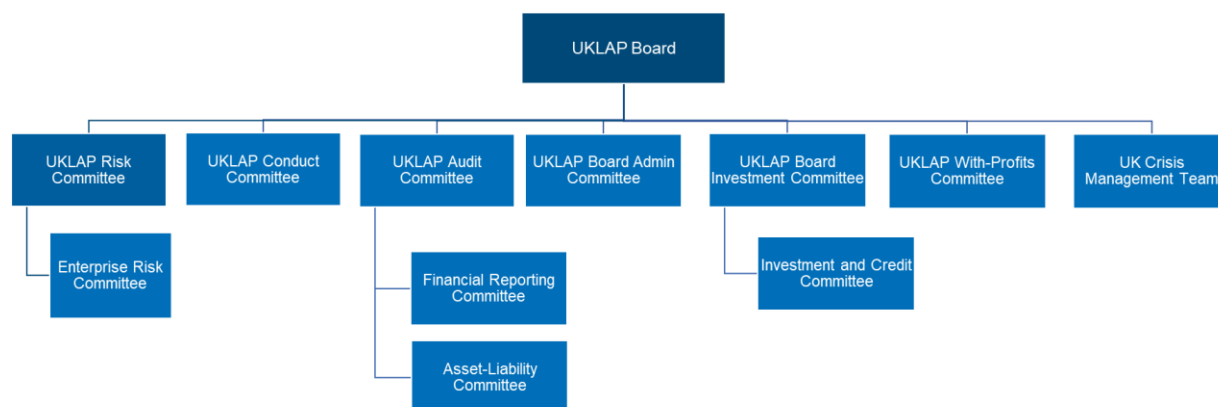 UKLAP Board
UKLAP Risk
Committee
UKLAP Conduct
Committee
UKLAP Audit
Committee
UKLAP Board Admin
Committee
UKLAP Board
Investment Committee
UKLAP With-Profits
Committee
UK Crisis
Management Team
Enterprise Risk
Committee
Financial Reporting
Committee
Investment and Credit
Committee
Asset-Liability
Committee